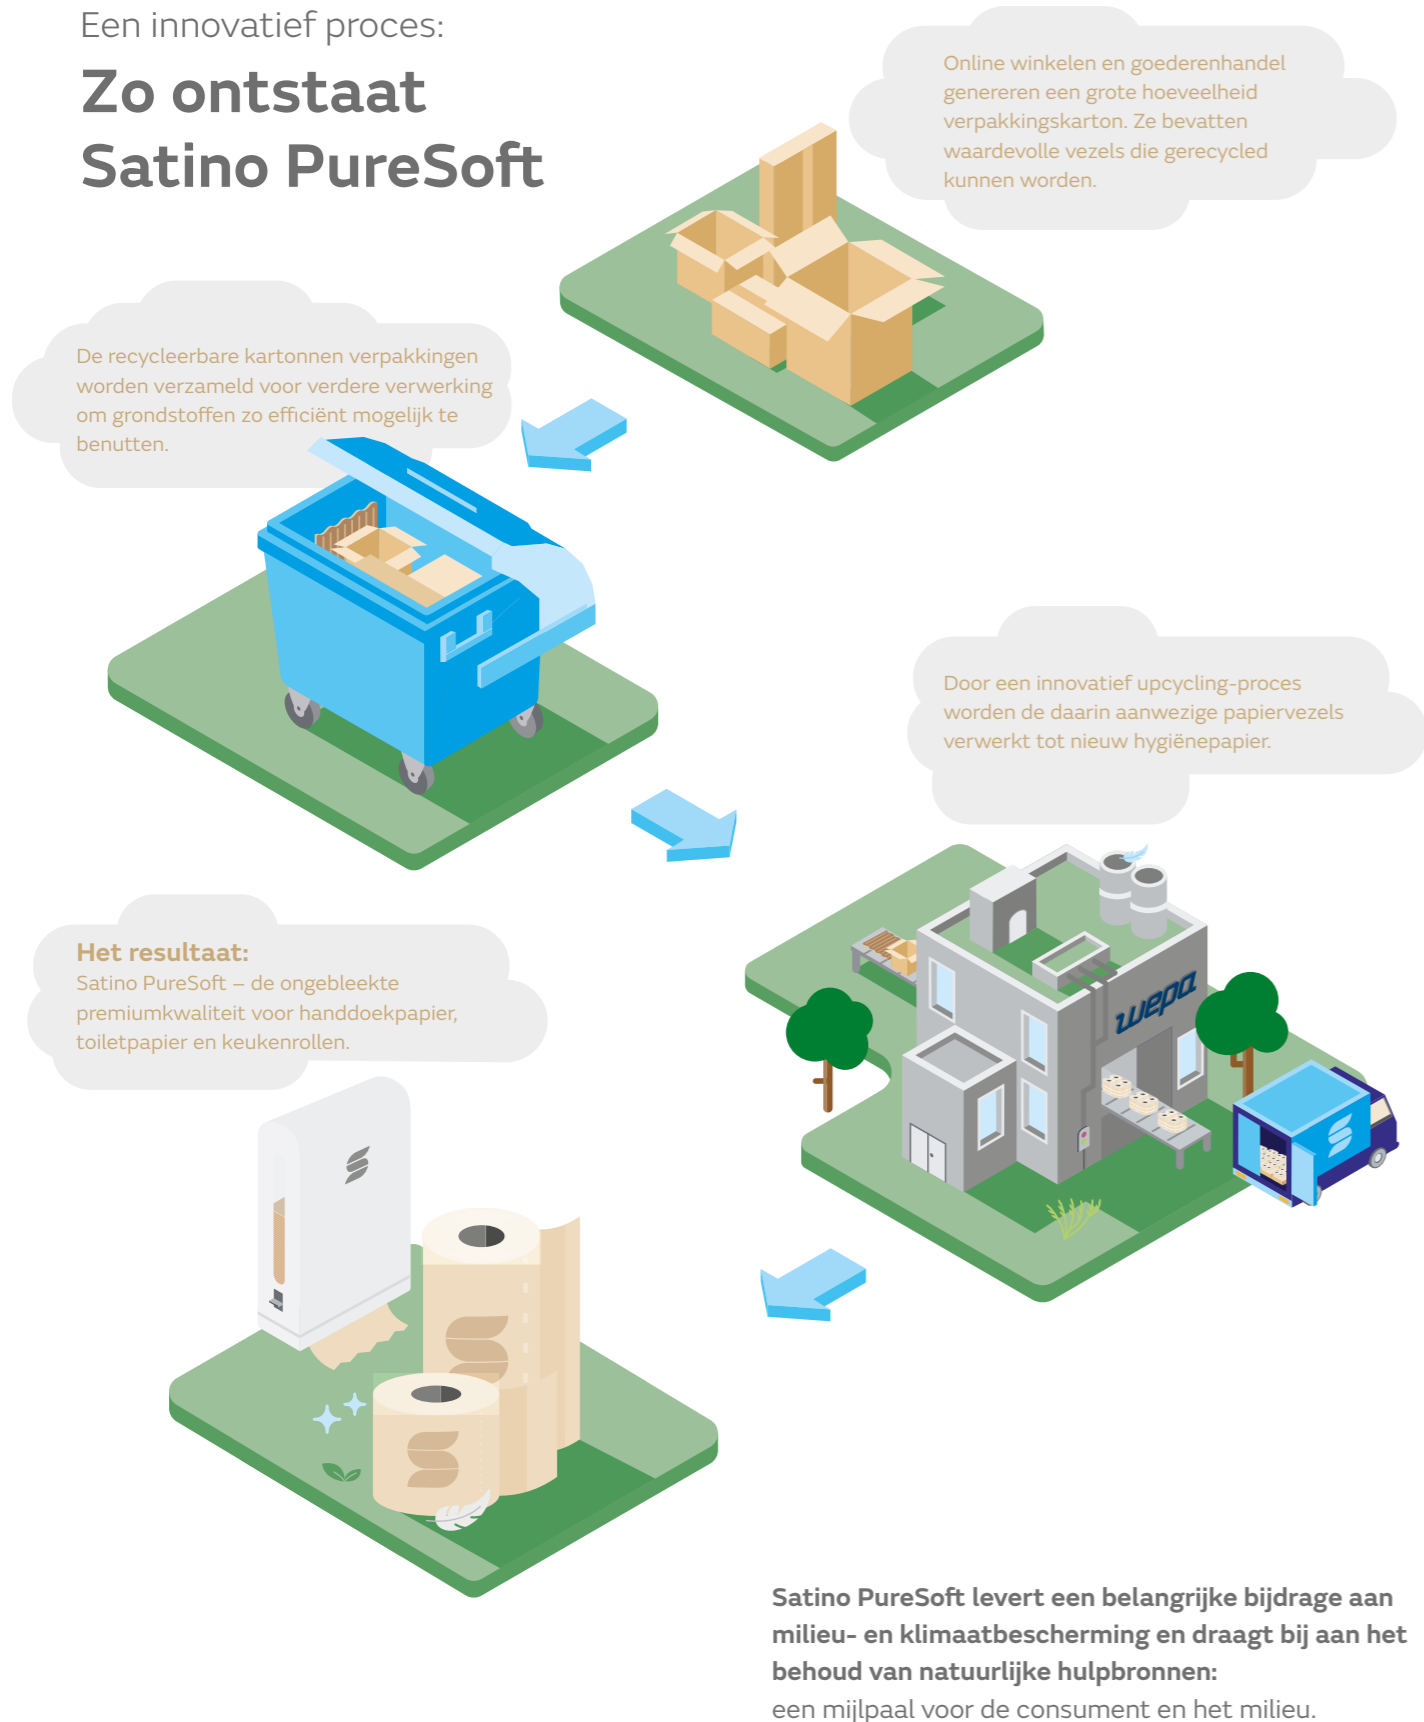 Een innovatief proces:
Zo ontstaat
Satino PureSoft
Online winkelen en goederenhandel
genereren een grote hoeveelheid
verpakkingskarton. Ze bevatten
waardevolle vezels die gerecycled
kunnen worden.
De recycleerbare kartonnen verpakkingen
worden verzameld voor verdere verwerking
om grondstoffen zo efficiënt mogelijk te
benutten.
Door een innovatief upcycling-proces
worden de daarin aanwezige papiervezels
verwerkt tot nieuw hygiënepapier.
wepa
Het resultaat:
Satino PureSoft – de ongebleekte
premiumkwaliteit voor handdoekpapier,
toiletpapier en keukenrollen.
Satino PureSoft levert een belangrijke bijdrage aan
milieu- en klimaatbescherming en draagt bij aan het
behoud van natuurlijke hulpbronnen:
een mijlpaal voor de consument en het milieu.